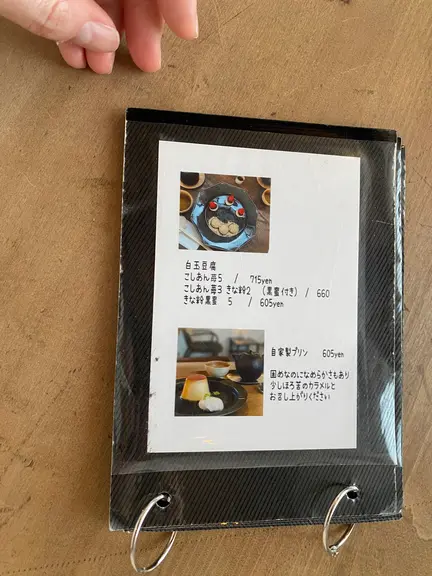 白玉豆腐
こしあん苺5 / 715yen
こしあん苺3 きな粉2 (黒蜜付き) / 660
きな粉黒蜜 5 / 605yen
自家製プリン 605yen
固めなのになめらかさもあり
少しほろ苦のカラメルと
お召し上がりください